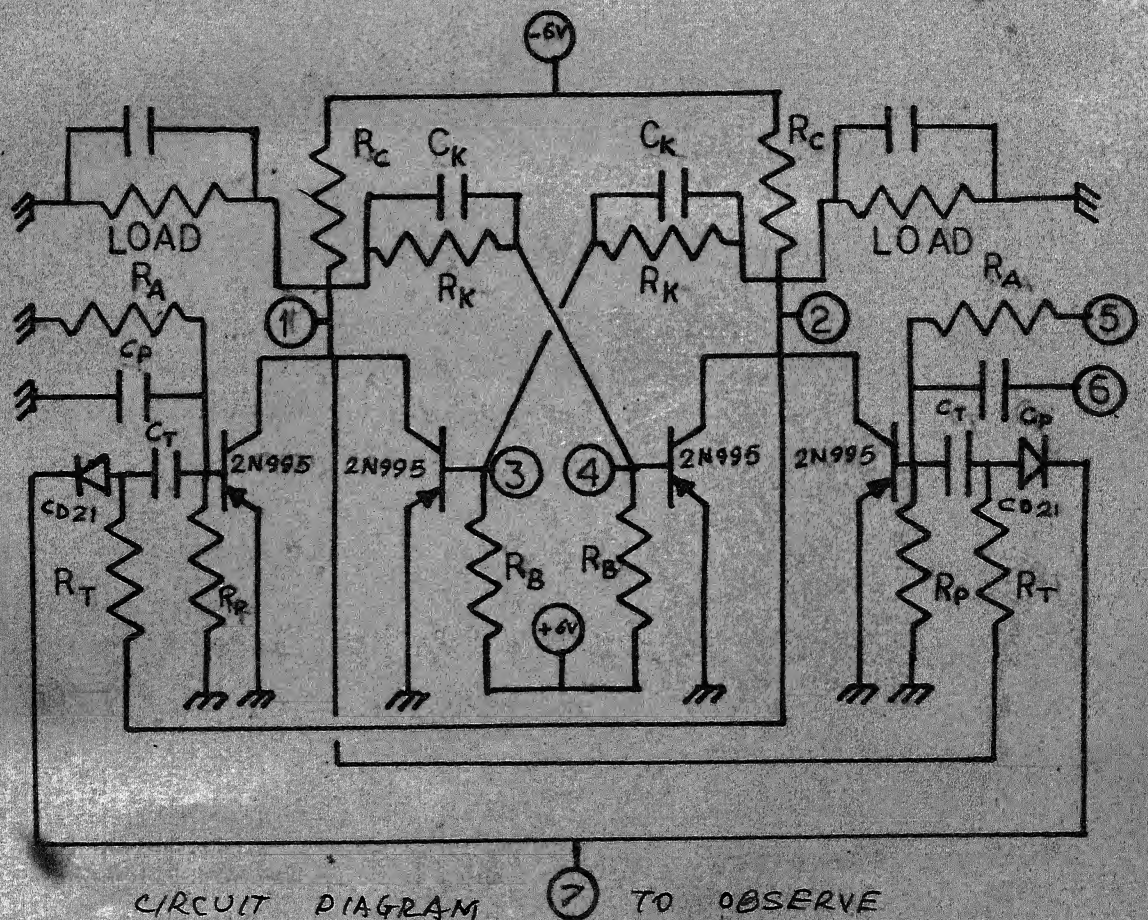 -6V
RC
CK
CK
RC
LOAD
RK
RK
LOAD
RA
RA
1
2
5
CP
6
CT
CT
CP
2N995
2N995
3
4
2N995
2N995
CD21
CD21
RT
RP
RB
RB
RP
RT
+6V
CIRCUIT DIAGRAM
7
TO OBSERVE